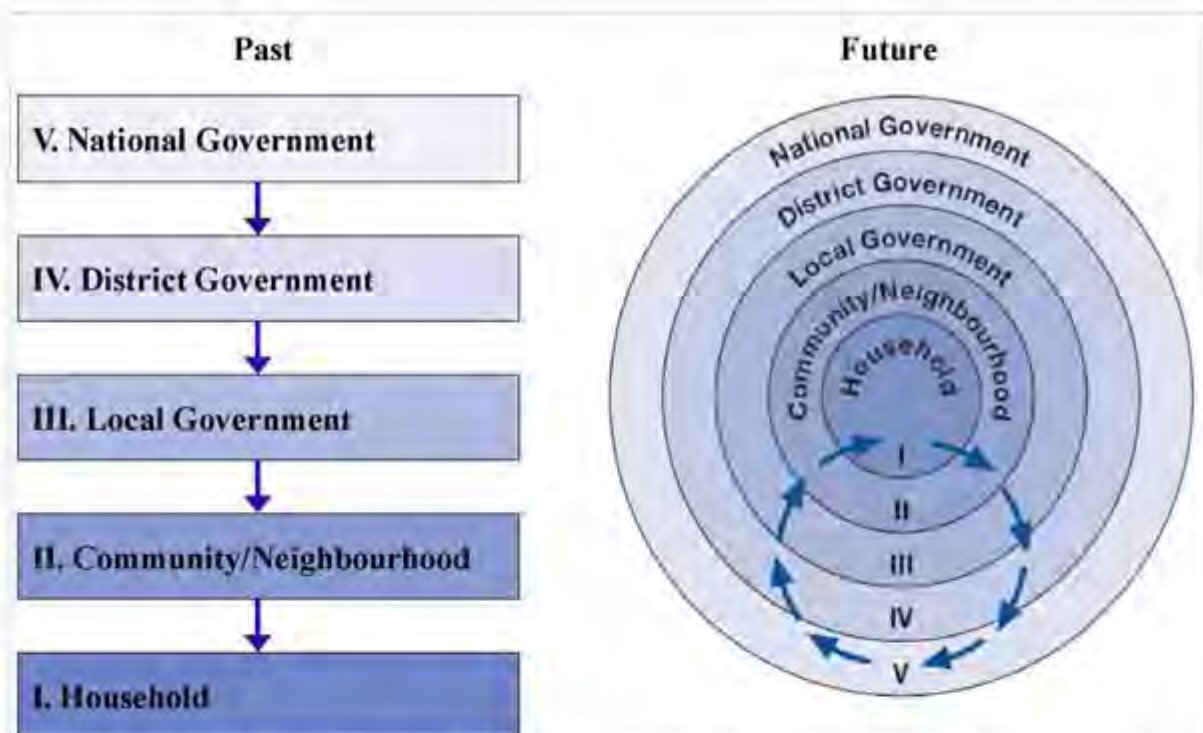 Past
V. National Government
IV. District Government
III. Local Government
II. Community/Neighbourhood
I. Household
Future
National Government
District Government
Local Government
Community/Neighbourhood
Household
I
II
III
IV
V